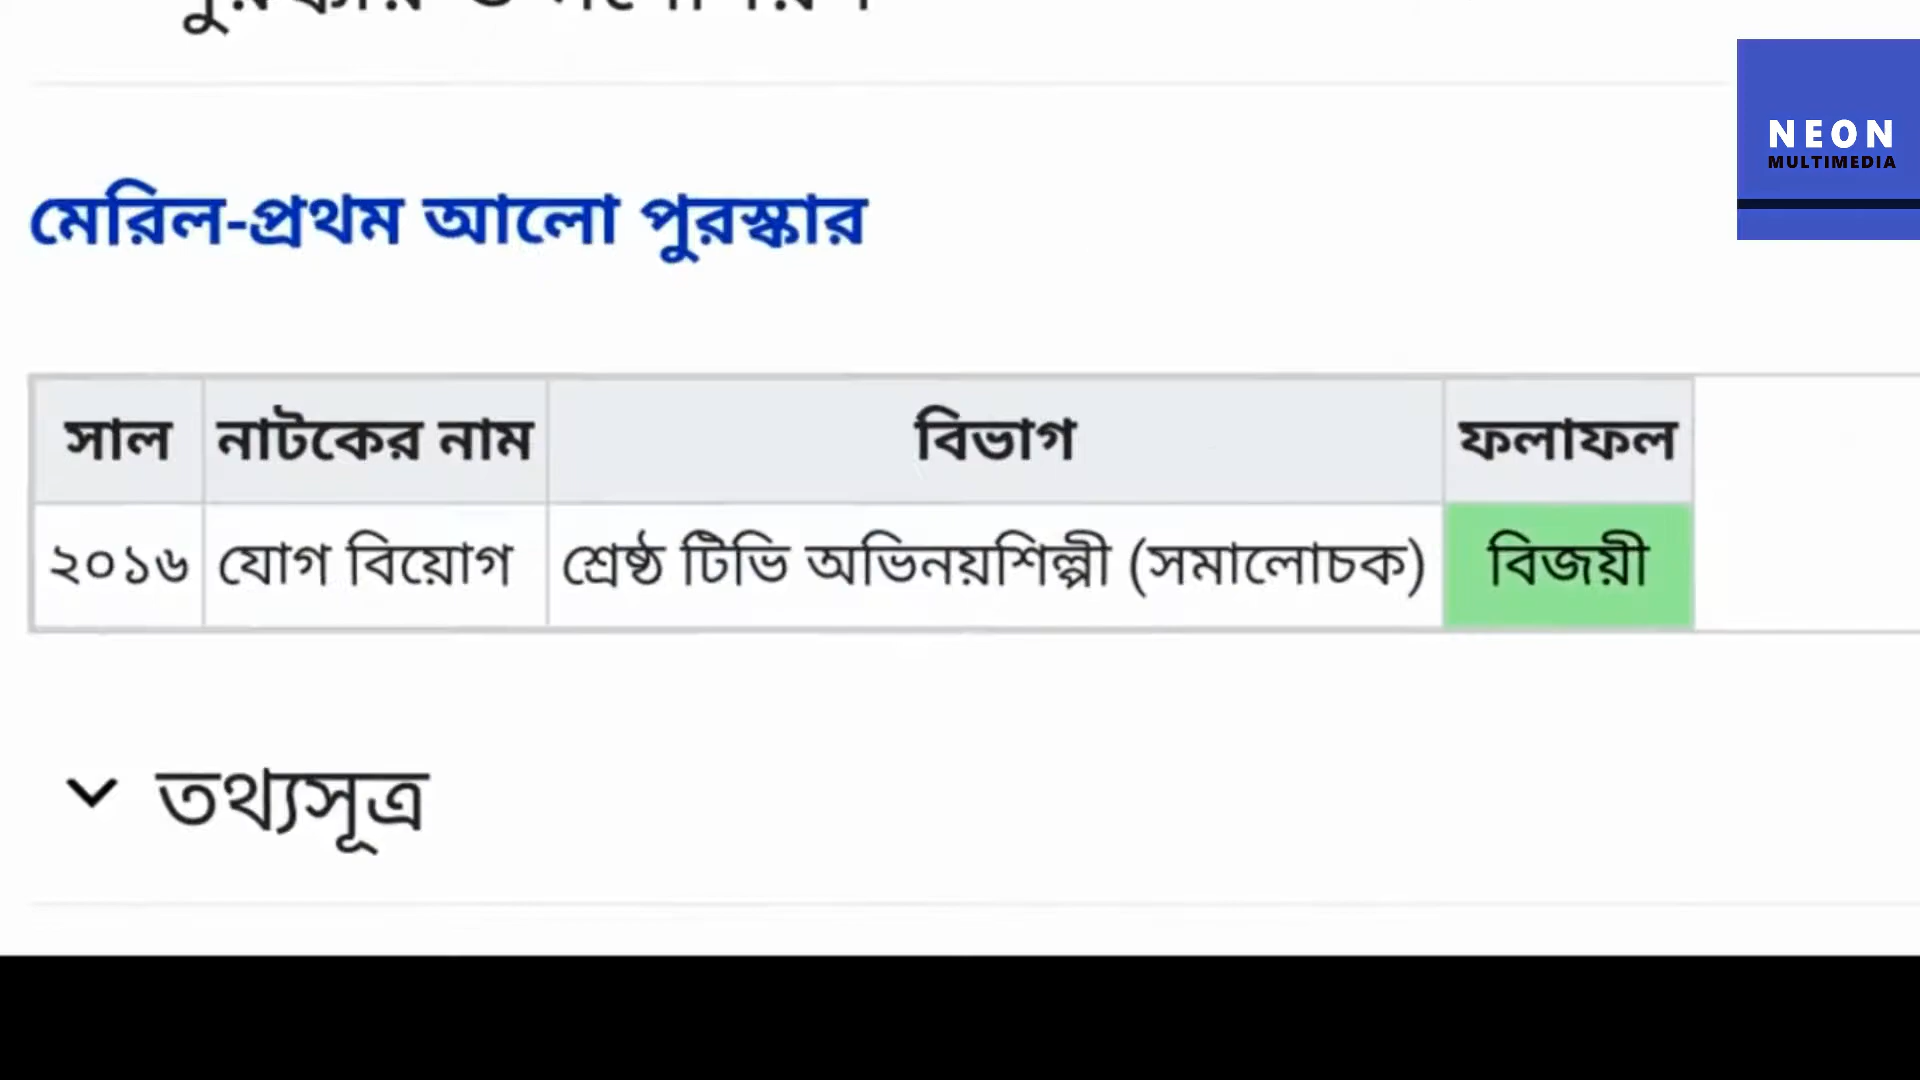 NEON
MULTIMEDIA
মেরিল-প্রথম আলো পুরস্কার
সাল নাটকের নাম বিভাগ ফলাফল
২০১৬ যোগ বিয়োগ শ্রেষ্ঠ টিভি অভিনয়শিল্পী (সমালোচক) বিজয়ী
তথ্যসূত্র